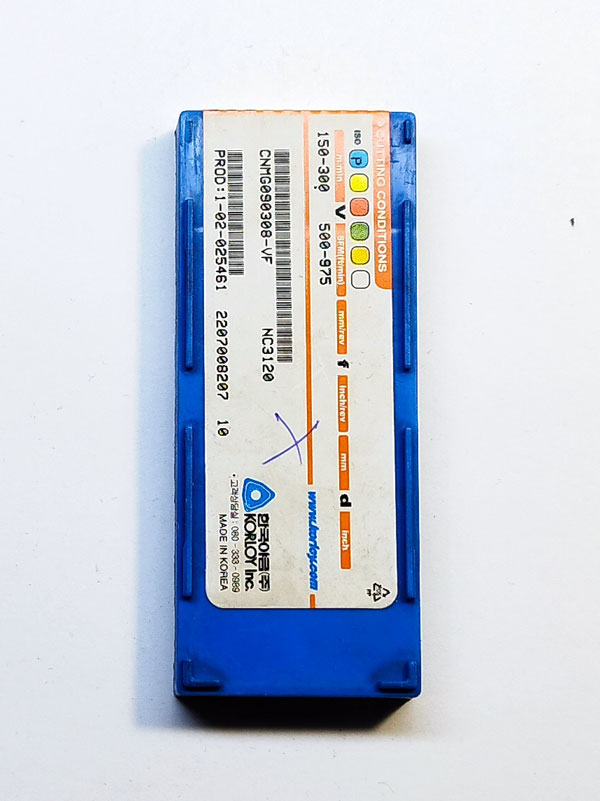 CUTTING CONDITIONS
ISO P
m/min V SFM(ft/min) mm/rev f inch/rev mm d inch
150-300 500-975
www.korloy.com
CNMG090308-VF NC3120
PROD:1-02-025461 2207008207 10
한국야금(주)
KORLOY Inc.
MADE IN KOREA
• 고객상담실 : 080 - 333 - 0989
PP